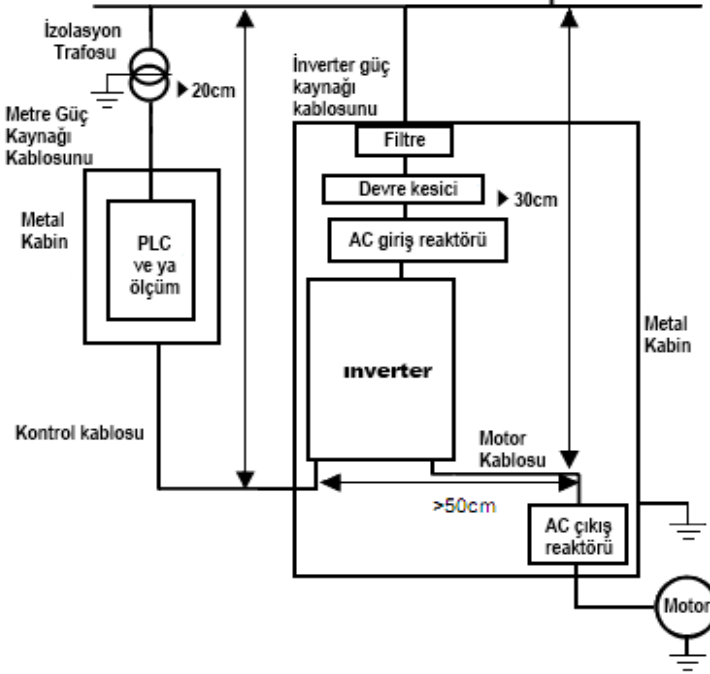 İzolasyon
Trafosu
▶ 20cm
Metre Güç
Kaynağı
Kablosunu
Metal
Kabin
PLC
ve ya
ölçüm
Kontrol kablosu
İnverter güç
kaynağı
kablosunu
Filtre
Devre kesici
▶ 30cm
AC giriş reaktörü
ınverter
Metal
Kabin
Motor
Kablosu
>50cm
AC çıkış
reaktörü
Motor